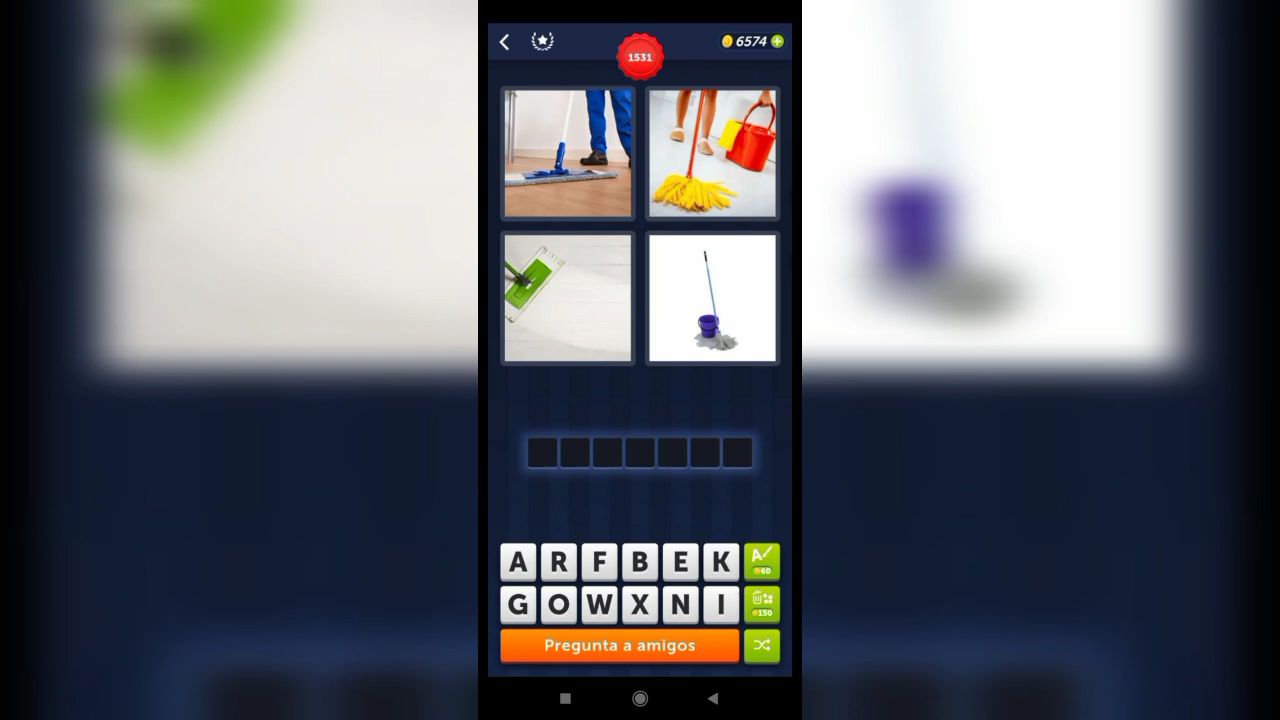 1531
6574
A R F B E K
A
60
G O W X N I
150
Pregunta a amigos